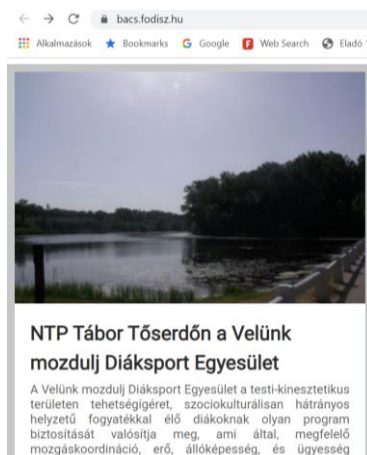 bacs.fodisz.hu
Alkalmazások Bookmarks Google Web Search Eladó
NTP Tábor Tőserdőn a Velünk
mozdulj Diáksport Egyesület
A Velünk mozdulj Diáksport Egyesület a testi-kinesztetikus
területen tehetségígéret, szociokulturálisan hátrányos
helyzetű fogyatékkal élő diákoknak olyan program
biztosítását valósítja meg, ami által, megfelelő
mozgáskoordináció, erő, állóképesség, és ügyesség